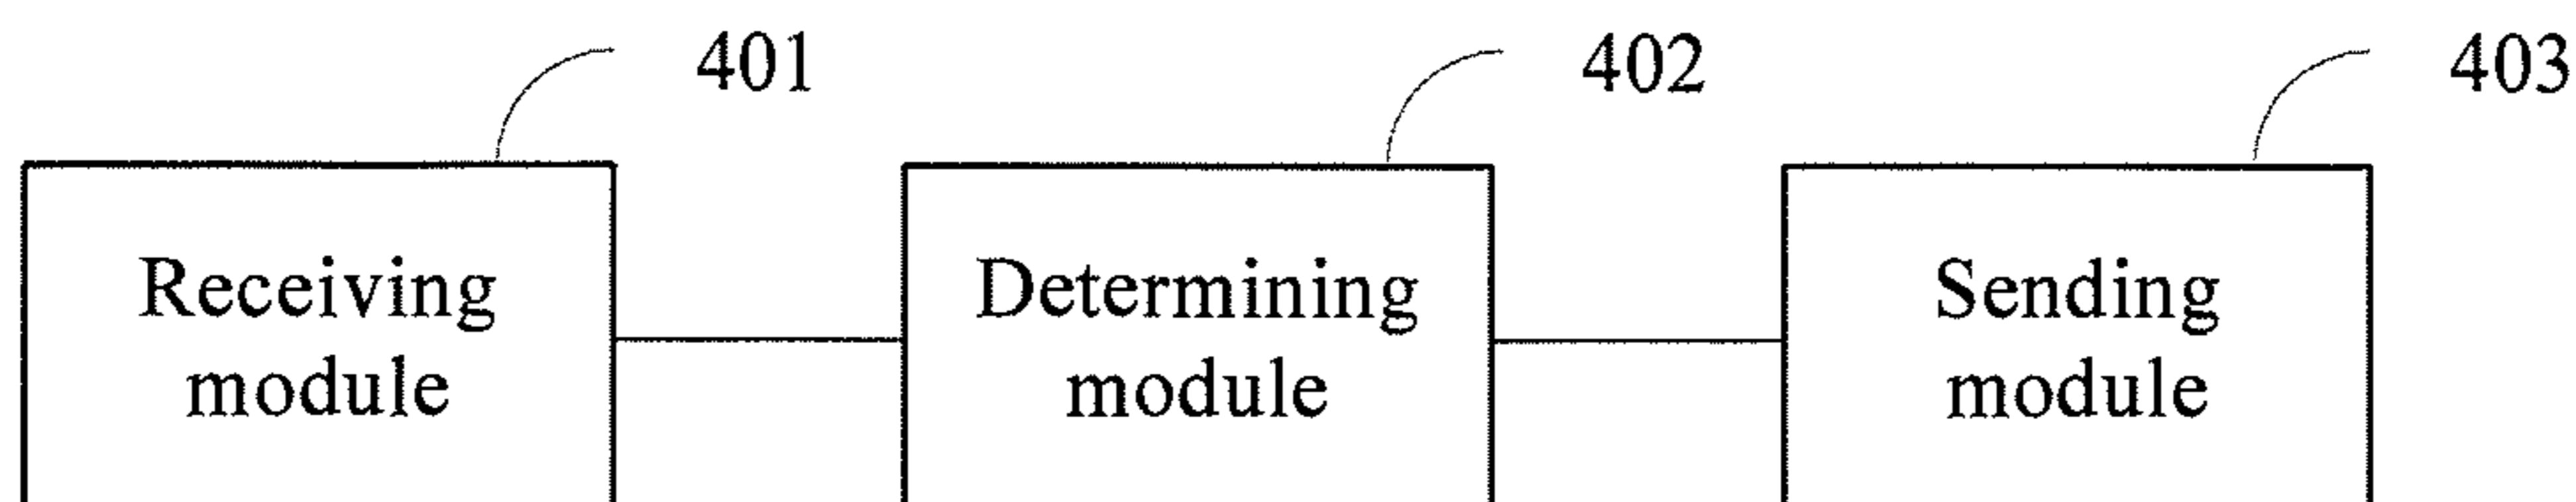 401
402
403
Receiving
module
Determining
module
Sending
module